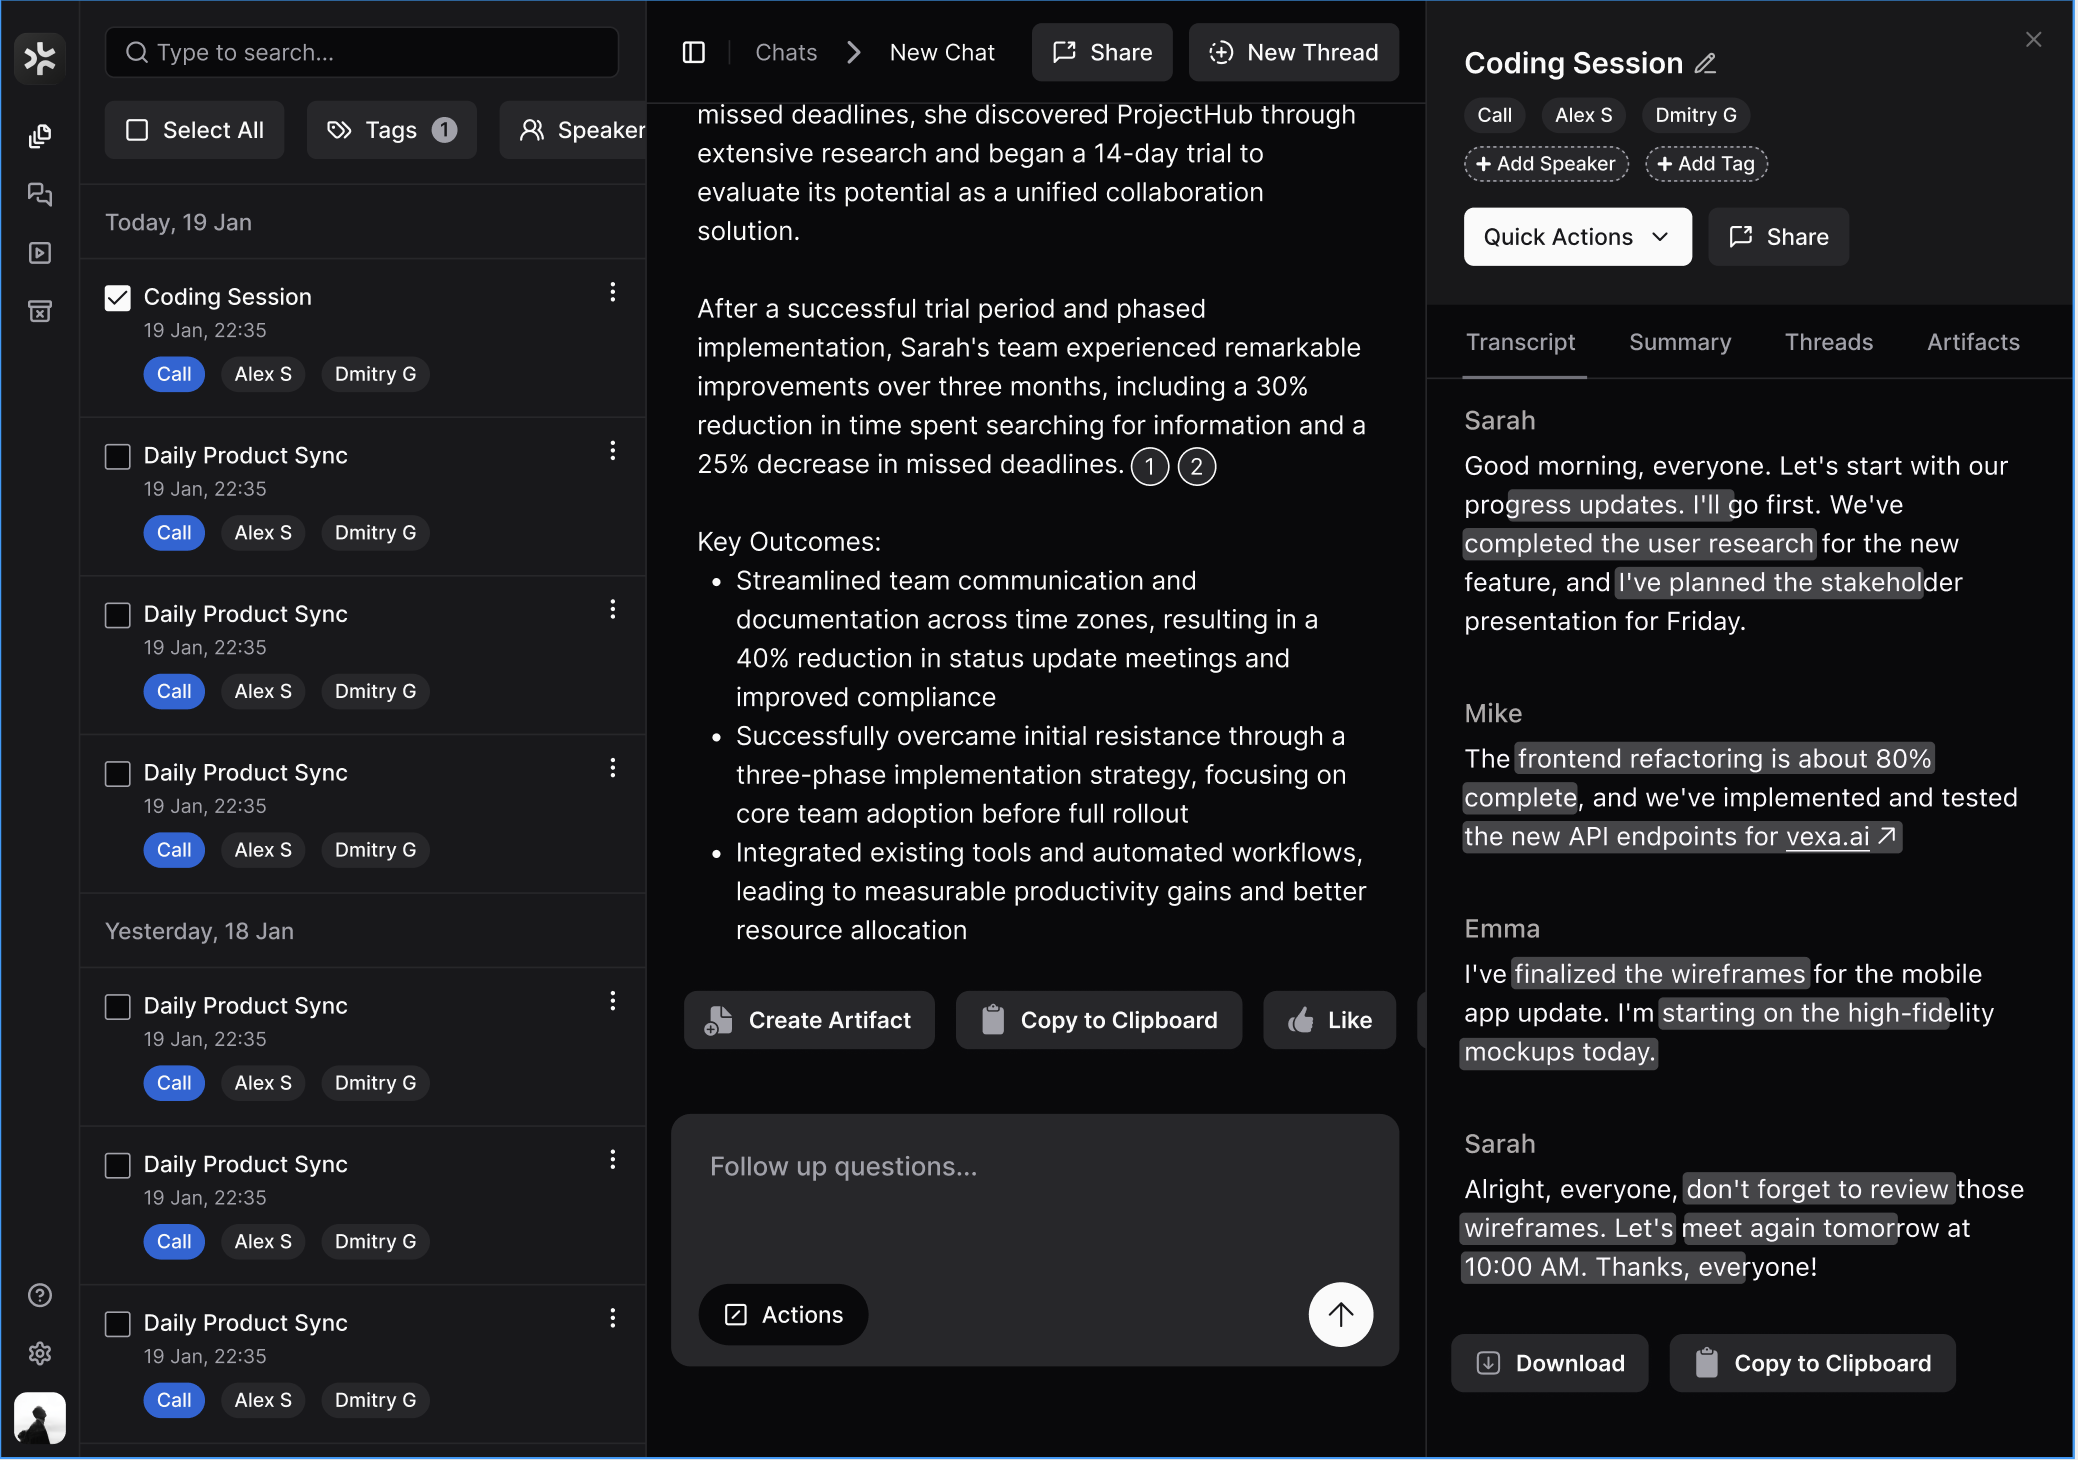 Type to search...
Select All
Tags 1
Speaker
Today, 19 Jan
Coding Session
19 Jan, 22:35
Call Alex S Dmitry G
Daily Product Sync
19 Jan, 22:35
Call Alex S Dmitry G
Daily Product Sync
19 Jan, 22:35
Call Alex S Dmitry G
Daily Product Sync
19 Jan, 22:35
Call Alex S Dmitry G
Yesterday, 18 Jan
Daily Product Sync
19 Jan, 22:35
Call Alex S Dmitry G
Daily Product Sync
19 Jan, 22:35
Call Alex S Dmitry G
Daily Product Sync
19 Jan, 22:35
Call Alex S Dmitry G
Chats
New Chat
Share
New Thread
missed deadlines, she discovered ProjectHub through
extensive research and began a 14-day trial to
evaluate its potential as a unified collaboration
solution.
After a successful trial period and phased
implementation, Sarah's team experienced remarkable
improvements over three months, including a 30%
reduction in time spent searching for information and a
25% decrease in missed deadlines. 1 2
Key Outcomes:
• Streamlined team communication and
documentation across time zones, resulting in a
40% reduction in status update meetings and
improved compliance
• Successfully overcame initial resistance through a
three-phase implementation strategy, focusing on
core team adoption before full rollout
• Integrated existing tools and automated workflows,
leading to measurable productivity gains and better
resource allocation
Create Artifact
Copy to Clipboard
Like
Follow up questions...
Actions
Coding Session
Call Alex S Dmitry G
+ Add Speaker + Add Tag
Quick Actions
Share
Transcript Summary Threads Artifacts
Sarah
Good morning, everyone. Let's start with our
progress updates. I'll go first. We've
completed the user research for the new
feature, and I've planned the stakeholder
presentation for Friday.
Mike
The frontend refactoring is about 80%
complete, and we've implemented and tested
the new API endpoints for vexa.ai
Emma
I've finalized the wireframes for the mobile
app update. I'm starting on the high-fidelity
mockups today.
Sarah
Alright, everyone, don't forget to review those
wireframes. Let's meet again tomorrow at
10:00 AM. Thanks, everyone!
Download
Copy to Clipboard